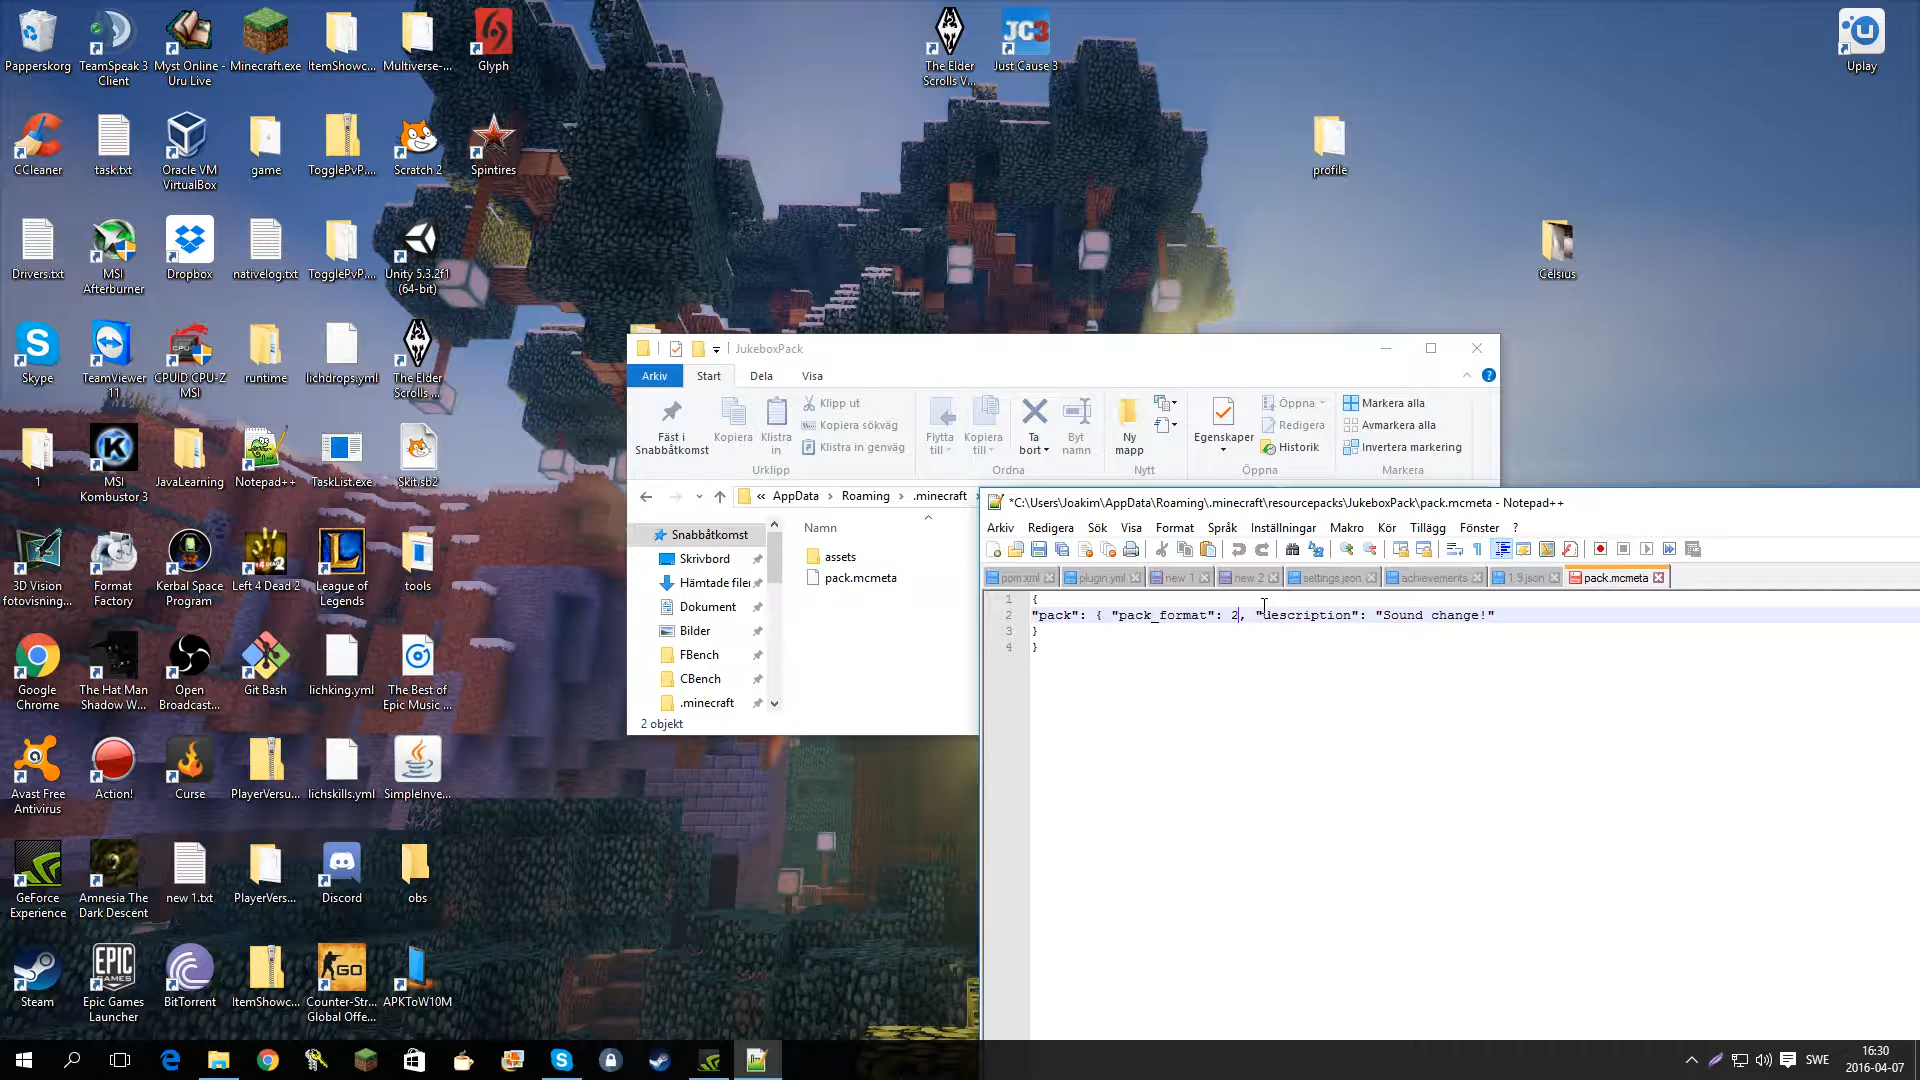 Papperskorg
TeamSpeak 3 Client
Myst Online - Uru Live
Minecraft.exe
ItemShowc...
Multiverse-...
Glyph
The Elder Scrolls V...
JC3
Just Cause 3
Uplay
CCleaner
task.txt
Oracle VM VirtualBox
game
TogglePvP....
Scratch 2
Spintires
profile
Drivers.txt
MSI Afterburner
Dropbox
nativelog.txt
TogglePvP....
Unity 5.3.2f1 (64-bit)
Celsius
Skype
TeamViewer 11
CPUID CPU-Z MSI
runtime
lichdrops.yml
The Elder Scrolls ...
1
MSI Kombustor 3
JavaLearning
Notepad++
TaskList.exe
Skit.sb2
3D Vision fotovisning...
Format Factory
Kerbal Space Program
Left 4 Dead 2
League of Legends
tools
Google Chrome
The Hat Man Shadow W...
Open Broadcast...
Git Bash
lichking.yml
The Best of Epic Music ...
Avast Free Antivirus
Action!
Curse
PlayerVersu...
lichskills.yml
SimpleInve...
GeForce Experience
Amnesia The Dark Descent
new 1.txt
PlayerVers...
Discord
obs
Steam
EPIC GAMES
Epic Games Launcher
BitTorrent
ItemShowc...
GO
Counter-Str... Global Offe...
APKToW10M
JukeboxPack
Arkiv Start Dela Visa
Fäst i Snabbåtkomst
Kopiera
Klistra in
Klipp ut
Kopiera sökväg
Klistra in genväg
Urklipp
Flytta till
Kopiera till
Ta bort
Byt namn
Ordna
Ny mapp
Nytt
Egenskaper
Öppna
Redigera
Historik
Öppna
Markera alla
Avmarkera alla
Invertera markering
Markera
« AppData › Roaming › .minecraft
Snabbåtkomst
Skrivbord
Hämtade filer
Dokument
Bilder
FBench
CBench
.minecraft
Namn
assets
pack.mcmeta
2 objekt
*C:\Users\Joakim\AppData\Roaming\.minecraft\resourcepacks\JukeboxPack\pack.mcmeta - Notepad++
Arkiv Redigera Sök Visa Format Språk Inställningar Makro Kör Tillägg Fönster ?
pom.xml plugin.yml new 1 new 2 settings.json achievements 1.9.json pack.mcmeta
1 {
2 "pack": { "pack_format": 2, "description": "Sound change!"
3 }
4 }
SWE
16:30
2016-04-07